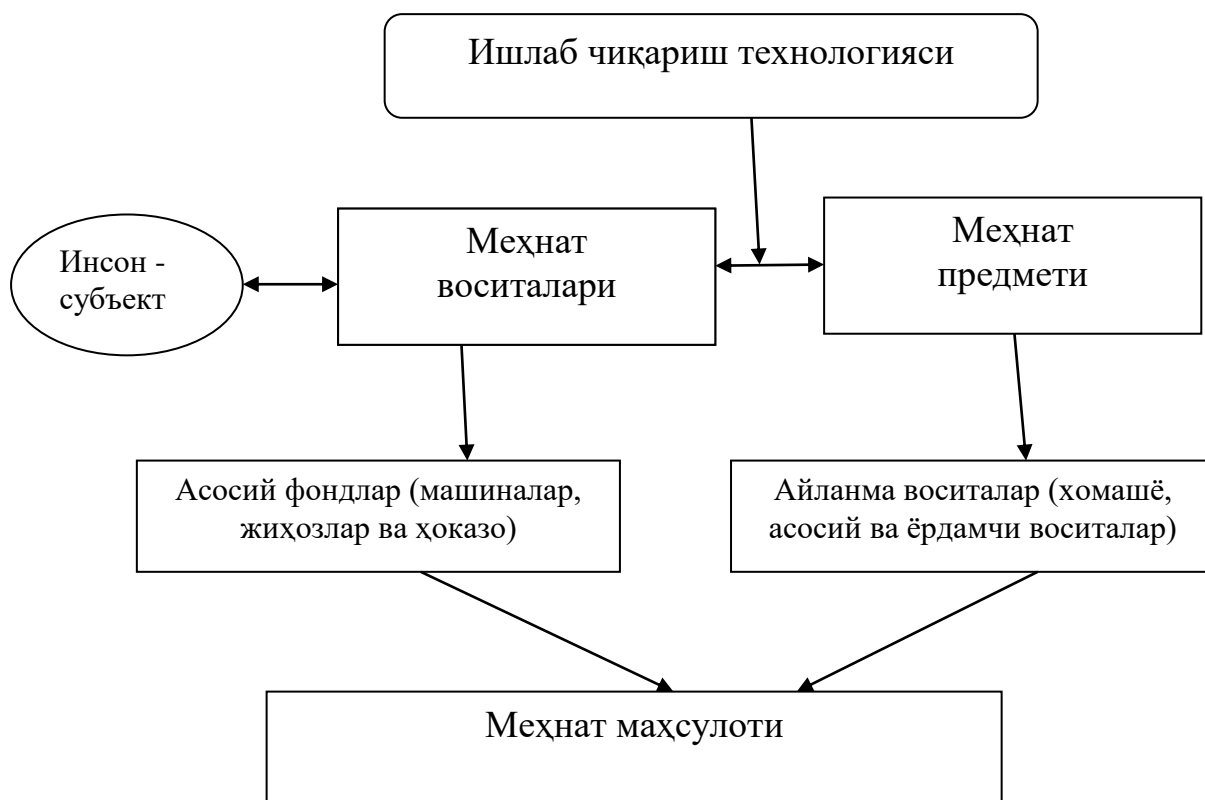 Ишлаб чиқариш технологияси
Инсон -
субъект
Меҳнат
воситалари
Меҳнат
предмети
Асосий фондлар (машиналар,
жиҳозлар ва ҳоказо)
Айланма воситалар (хомашё,
асосий ва ёрдамчи воситалар)
Меҳнат маҳсулоти